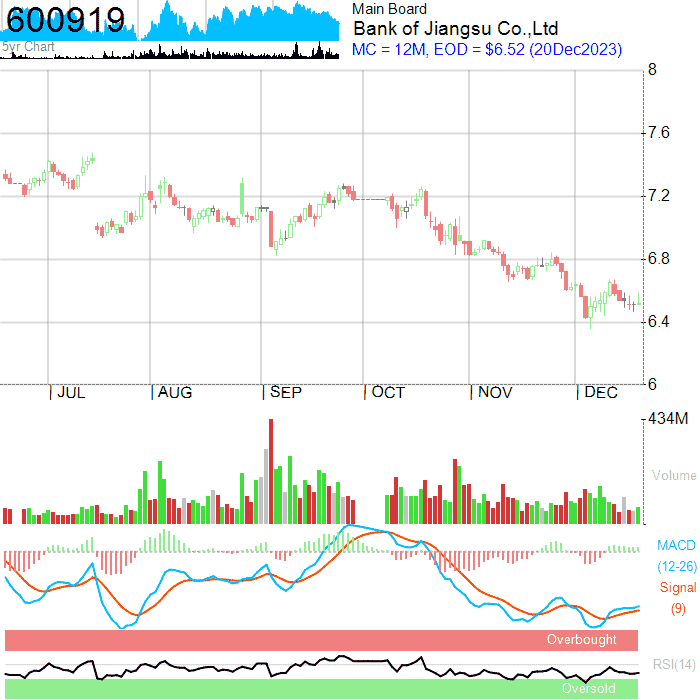 600919
5yr Chart
Main Board
Bank of Jiangsu Co.,Ltd
MC = 12M, EOD = $6.52 (20Dec2023)
8
7.6
7.2
6.8
6.4
6
JUL
AUG
SEP
OCT
NOV
DEC
434M
Volume
MACD
(12-26)
Signal
(9)
Overbought
RSI(14)
Oversold